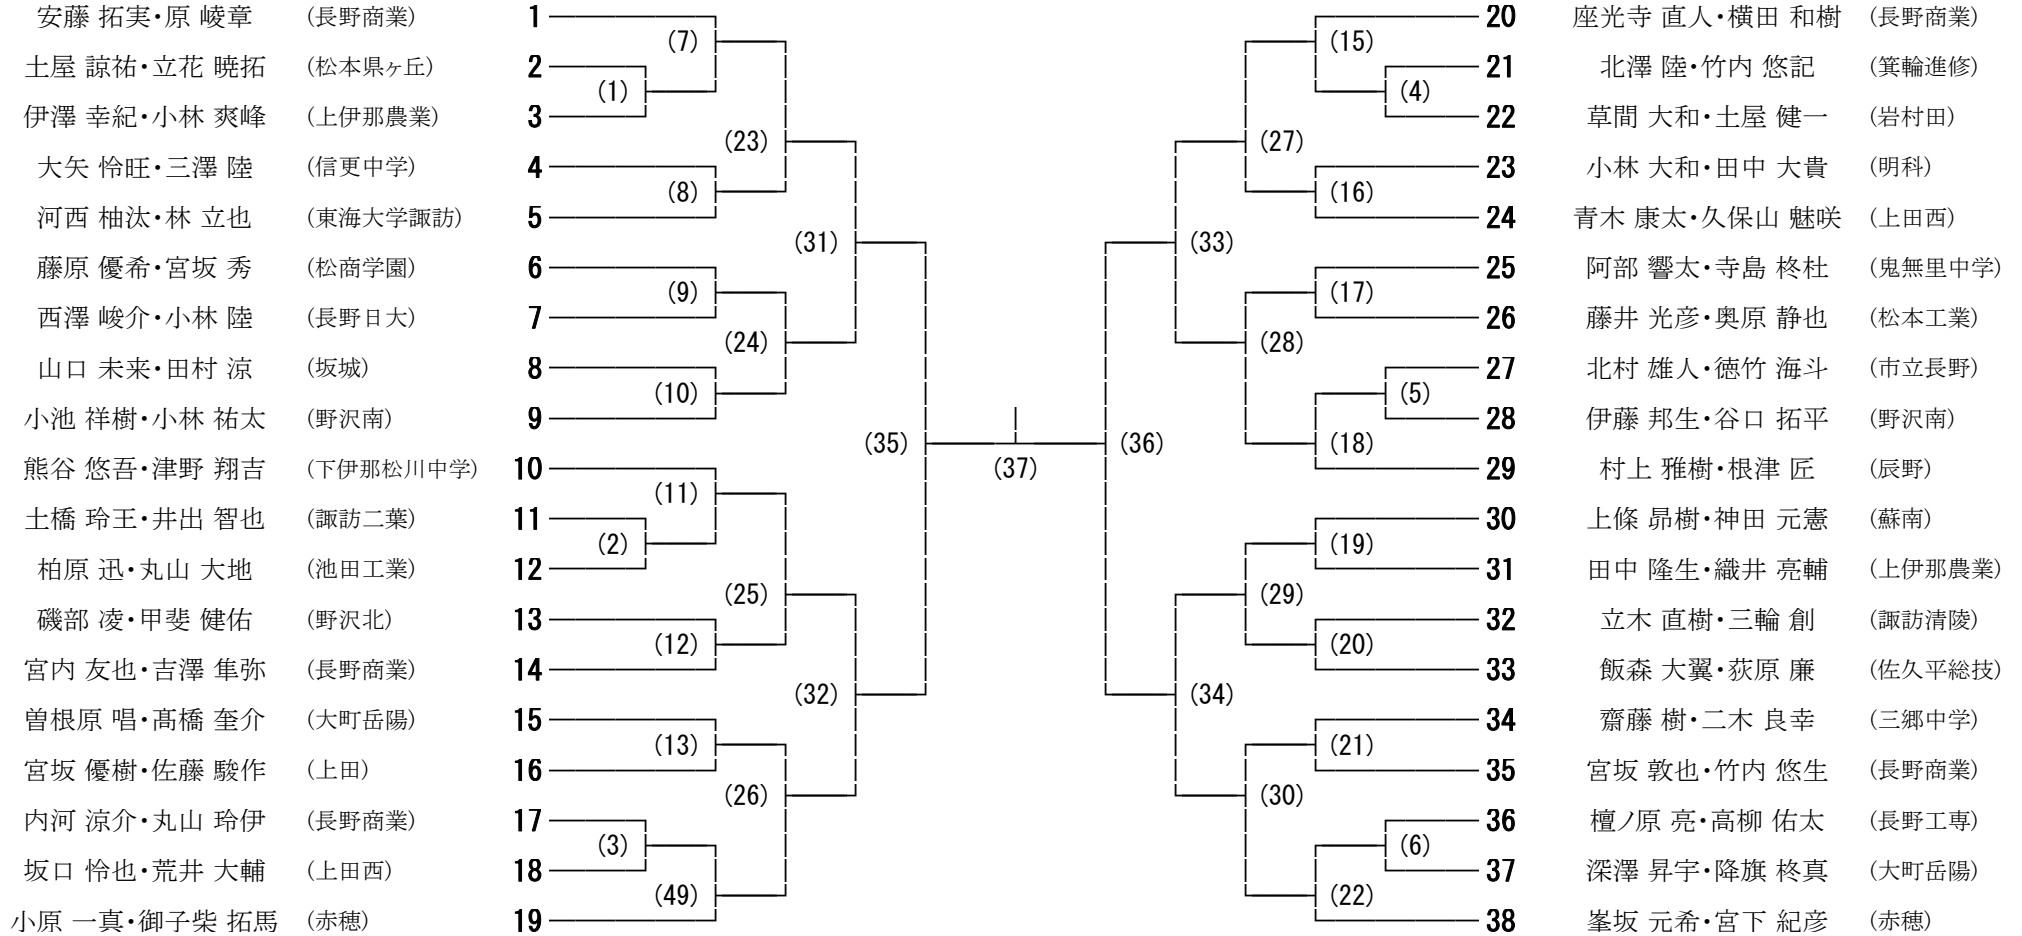 安藤 拓実・原 崚章 (長野商業) 1 20 座光寺 直人・横田 和樹 (長野商業)
(7) (15)
土屋 諒祐・立花 暁拓 (松本県ヶ丘) 2 21 北澤 陸・竹内 悠記 (箕輪進修)
(1) (4)
伊澤 幸紀・小林 爽峰 (上伊那農業) 3 22 草間 大和・土屋 健一 (岩村田)
(23) (27)
大矢 怜旺・三澤 陸 (信更中学) 4 23 小林 大和・田中 大貴 (明科)
(8) (16)
河西 柚汰・林 立也 (東海大学諏訪) 5 24 青木 康太・久保山 魅咲 (上田西)
(31) (33)
藤原 優希・宮坂 秀 (松商学園) 6 25 阿部 響太・寺島 柊杜 (鬼無里中学)
(9) (17)
西澤 峻介・小林 陸 (長野日大) 7 26 藤井 光彦・奥原 静也 (松本工業)
(24) (28)
山口 未来・田村 涼 (坂城) 8 27 北村 雄人・徳竹 海斗 (市立長野)
(10) (5)
小池 祥樹・小林 祐太 (野沢南) 9 28 伊藤 邦生・谷口 拓平 (野沢南)
(35) (36) (18)
熊谷 悠吾・津野 翔吉 (下伊那松川中学) 10 (37) 29 村上 雅樹・根津 匠 (辰野)
(11)
土橋 玲王・井出 智也 (諏訪二葉) 11 30 上條 昴樹・神田 元憲 (蘇南)
(2) (19)
柏原 迅・丸山 大地 (池田工業) 12 31 田中 隆生・織井 亮輔 (上伊那農業)
(25) (29)
磯部 凌・甲斐 健佑 (野沢北) 13 32 立木 直樹・三輪 創 (諏訪清陵)
(12) (20)
宮内 友也・吉澤 隼弥 (長野商業) 14 33 飯森 大翼・荻原 廉 (佐久平総技)
(32) (34)
曽根原 唱・髙橋 奎介 (大町岳陽) 15 34 齋藤 樹・二木 良幸 (三郷中学)
(13) (21)
宮坂 優樹・佐藤 駿作 (上田) 16 35 宮坂 敦也・竹内 悠生 (長野商業)
(26) (30)
内河 涼介・丸山 玲伊 (長野商業) 17 36 檀ノ原 亮・高柳 佑太 (長野工専)
(3) (6)
坂口 怜也・荒井 大輔 (上田西) 18 37 深澤 昇宇・降旗 柊真 (大町岳陽)
(49) (22)
小原 一真・御子柴 拓馬 (赤穂) 19 38 峯坂 元希・宮下 紀彦 (赤穂)